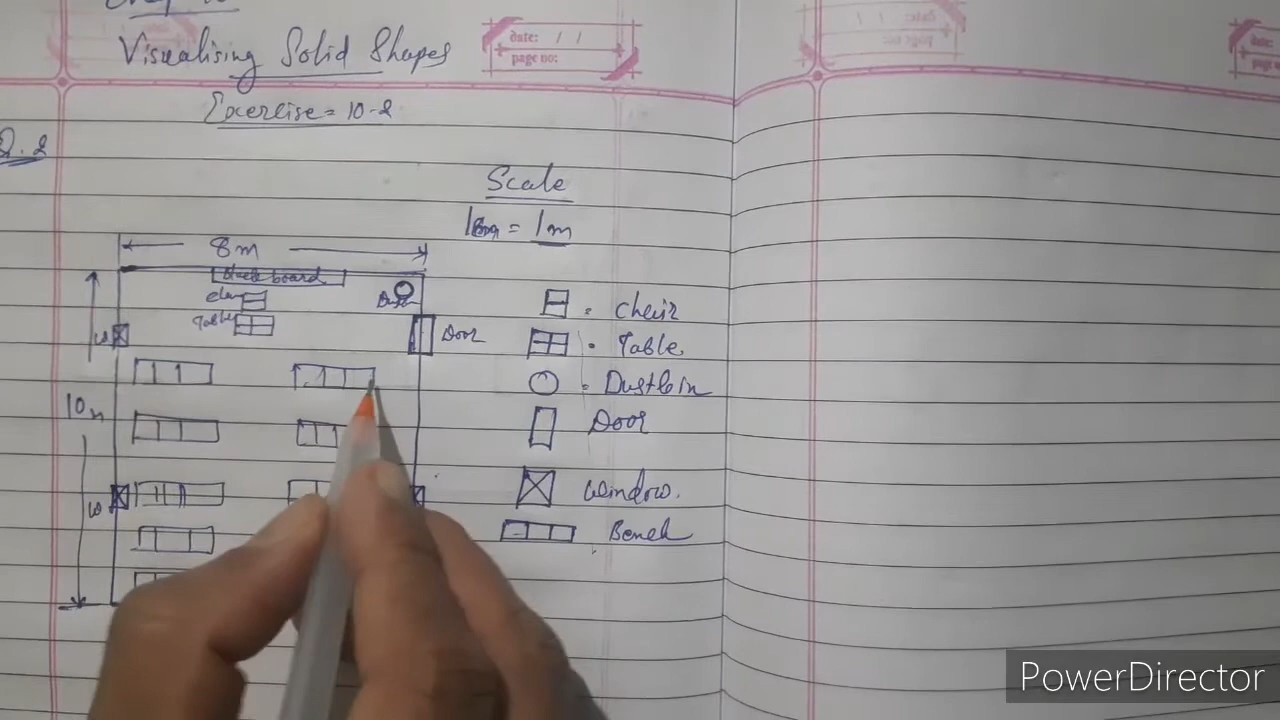 date: / /
page no:
date:
Visualising Solid Shapes
Exercise = 10-2
Q.2
Scale
1cm = 1m
8m
Black board
Chair
Table
Door
W
10m
W
= Chair
= Table
= Dustbin
Door
Window.
Bench
PowerDirector